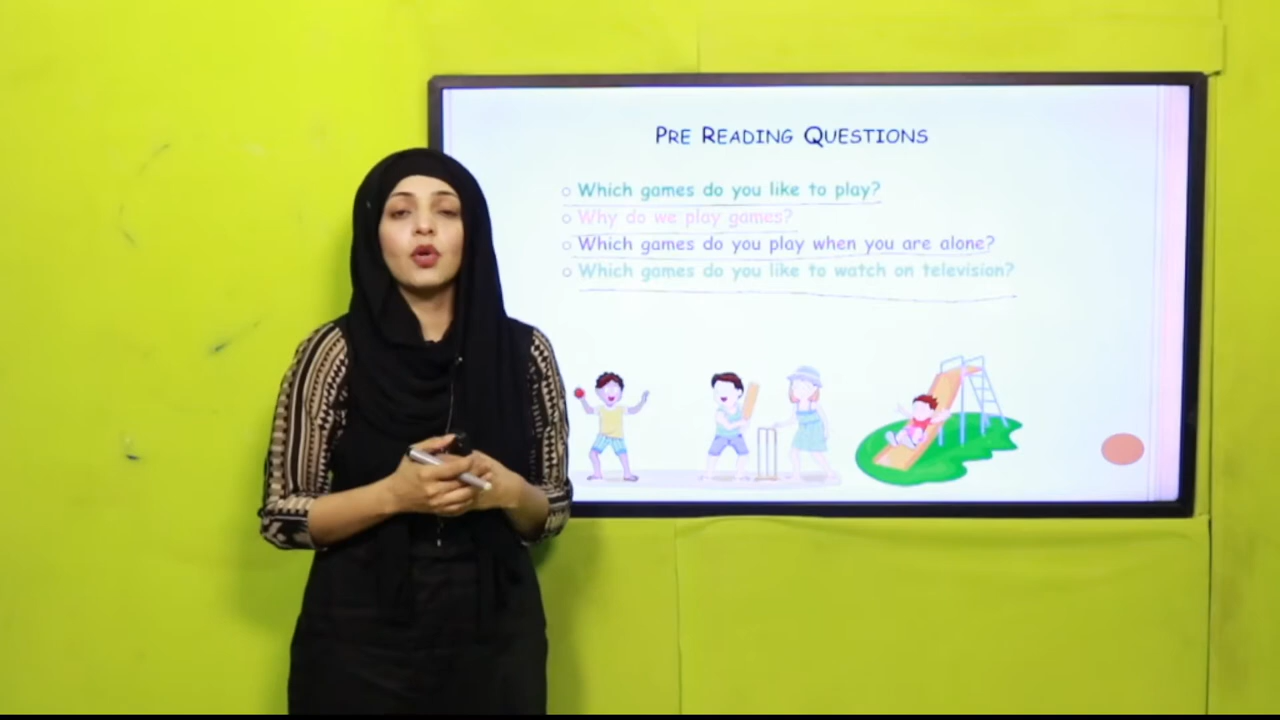 PRE READING QUESTIONS
Which games do you like to play?
Why do we play games?
Which games do you play when you are alone?
Which games do you like to watch on television?